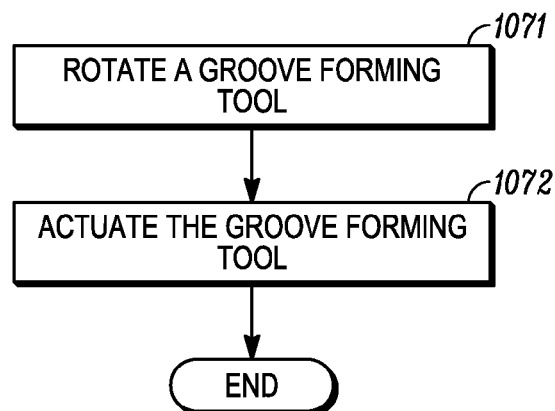 1071
ROTATE A GROOVE FORMING
TOOL
1072
ACTUATE THE GROOVE FORMING
TOOL
END